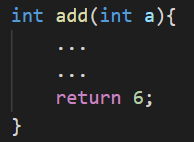 int add(int a){
    ...
    ...
    return 6;
}